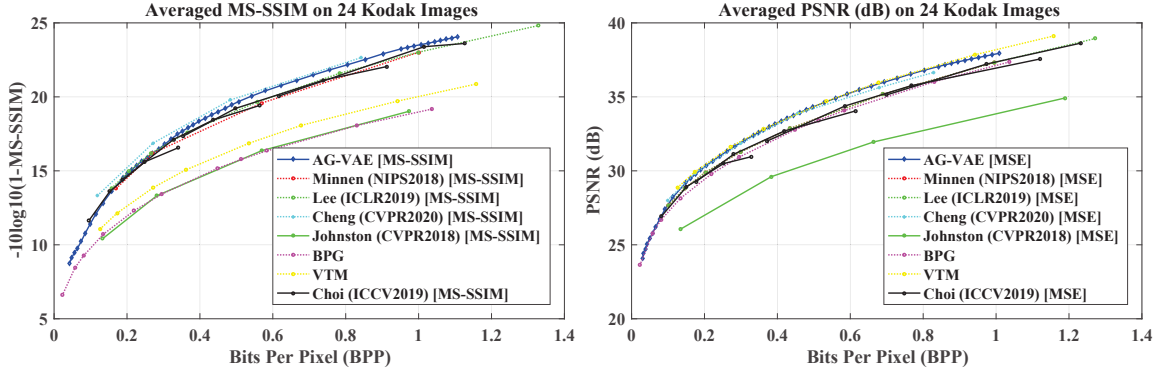 Averaged MS-SSIM on 24 Kodak Images
-10log10(1-MS-SSIM)
25
20
15
10
5
0
0.2
0.4
0.6
0.8
1
1.2
1.4
Bits Per Pixel (BPP)
AG-VAE [MS-SSIM]
Minnen (NIPS2018) [MS-SSIM]
Lee (ICLR2019) [MS-SSIM]
Cheng (CVPR2020) [MS-SSIM]
Johnston (CVPR2018) [MS-SSIM]
BPG
VTM
Choi (ICCV2019) [MS-SSIM]
Averaged PSNR (dB) on 24 Kodak Images
PSNR (dB)
40
35
30
25
20
0
0.2
0.4
0.6
0.8
1
1.2
1.4
Bits Per Pixel (BPP)
AG-VAE [MSE]
Minnen (NIPS2018) [MSE]
Lee (ICLR2019) [MSE]
Cheng (CVPR2020) [MSE]
Johnston (CVPR2018) [MSE]
BPG
VTM
Choi (ICCV2019) [MSE]